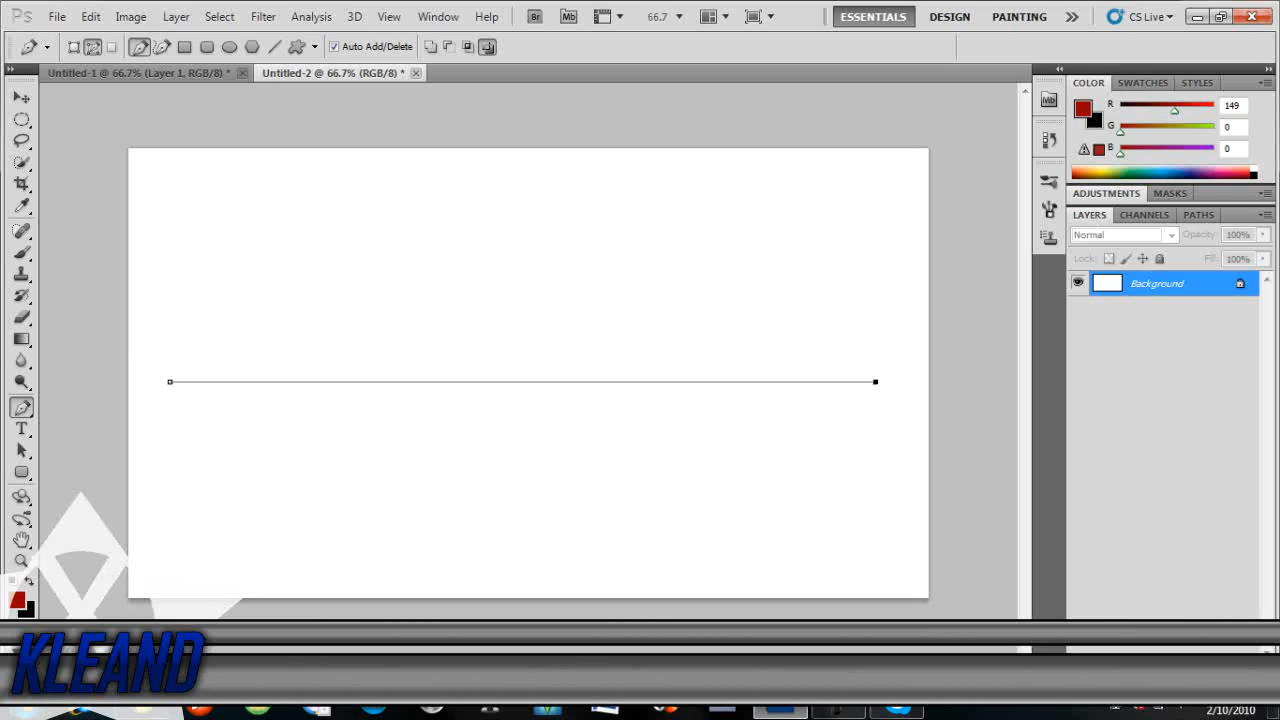 Ps File Edit Image Layer Select Filter Analysis 3D View Window Help Br Mb 66.7 ESSENTIALS DESIGN PAINTING CS Live
Auto Add/Delete
Untitled-1 @ 66.7% (Layer 1, RGB/8) * Untitled-2 @ 66.7% (RGB/8) *
COLOR SWATCHES STYLES
Mb
R 149
G 0
B 0
ADJUSTMENTS MASKS
LAYERS CHANNELS PATHS
Normal Opacity: 100%
Lock: Fill: 100%
Background
T
KLEAND
2/10/2010